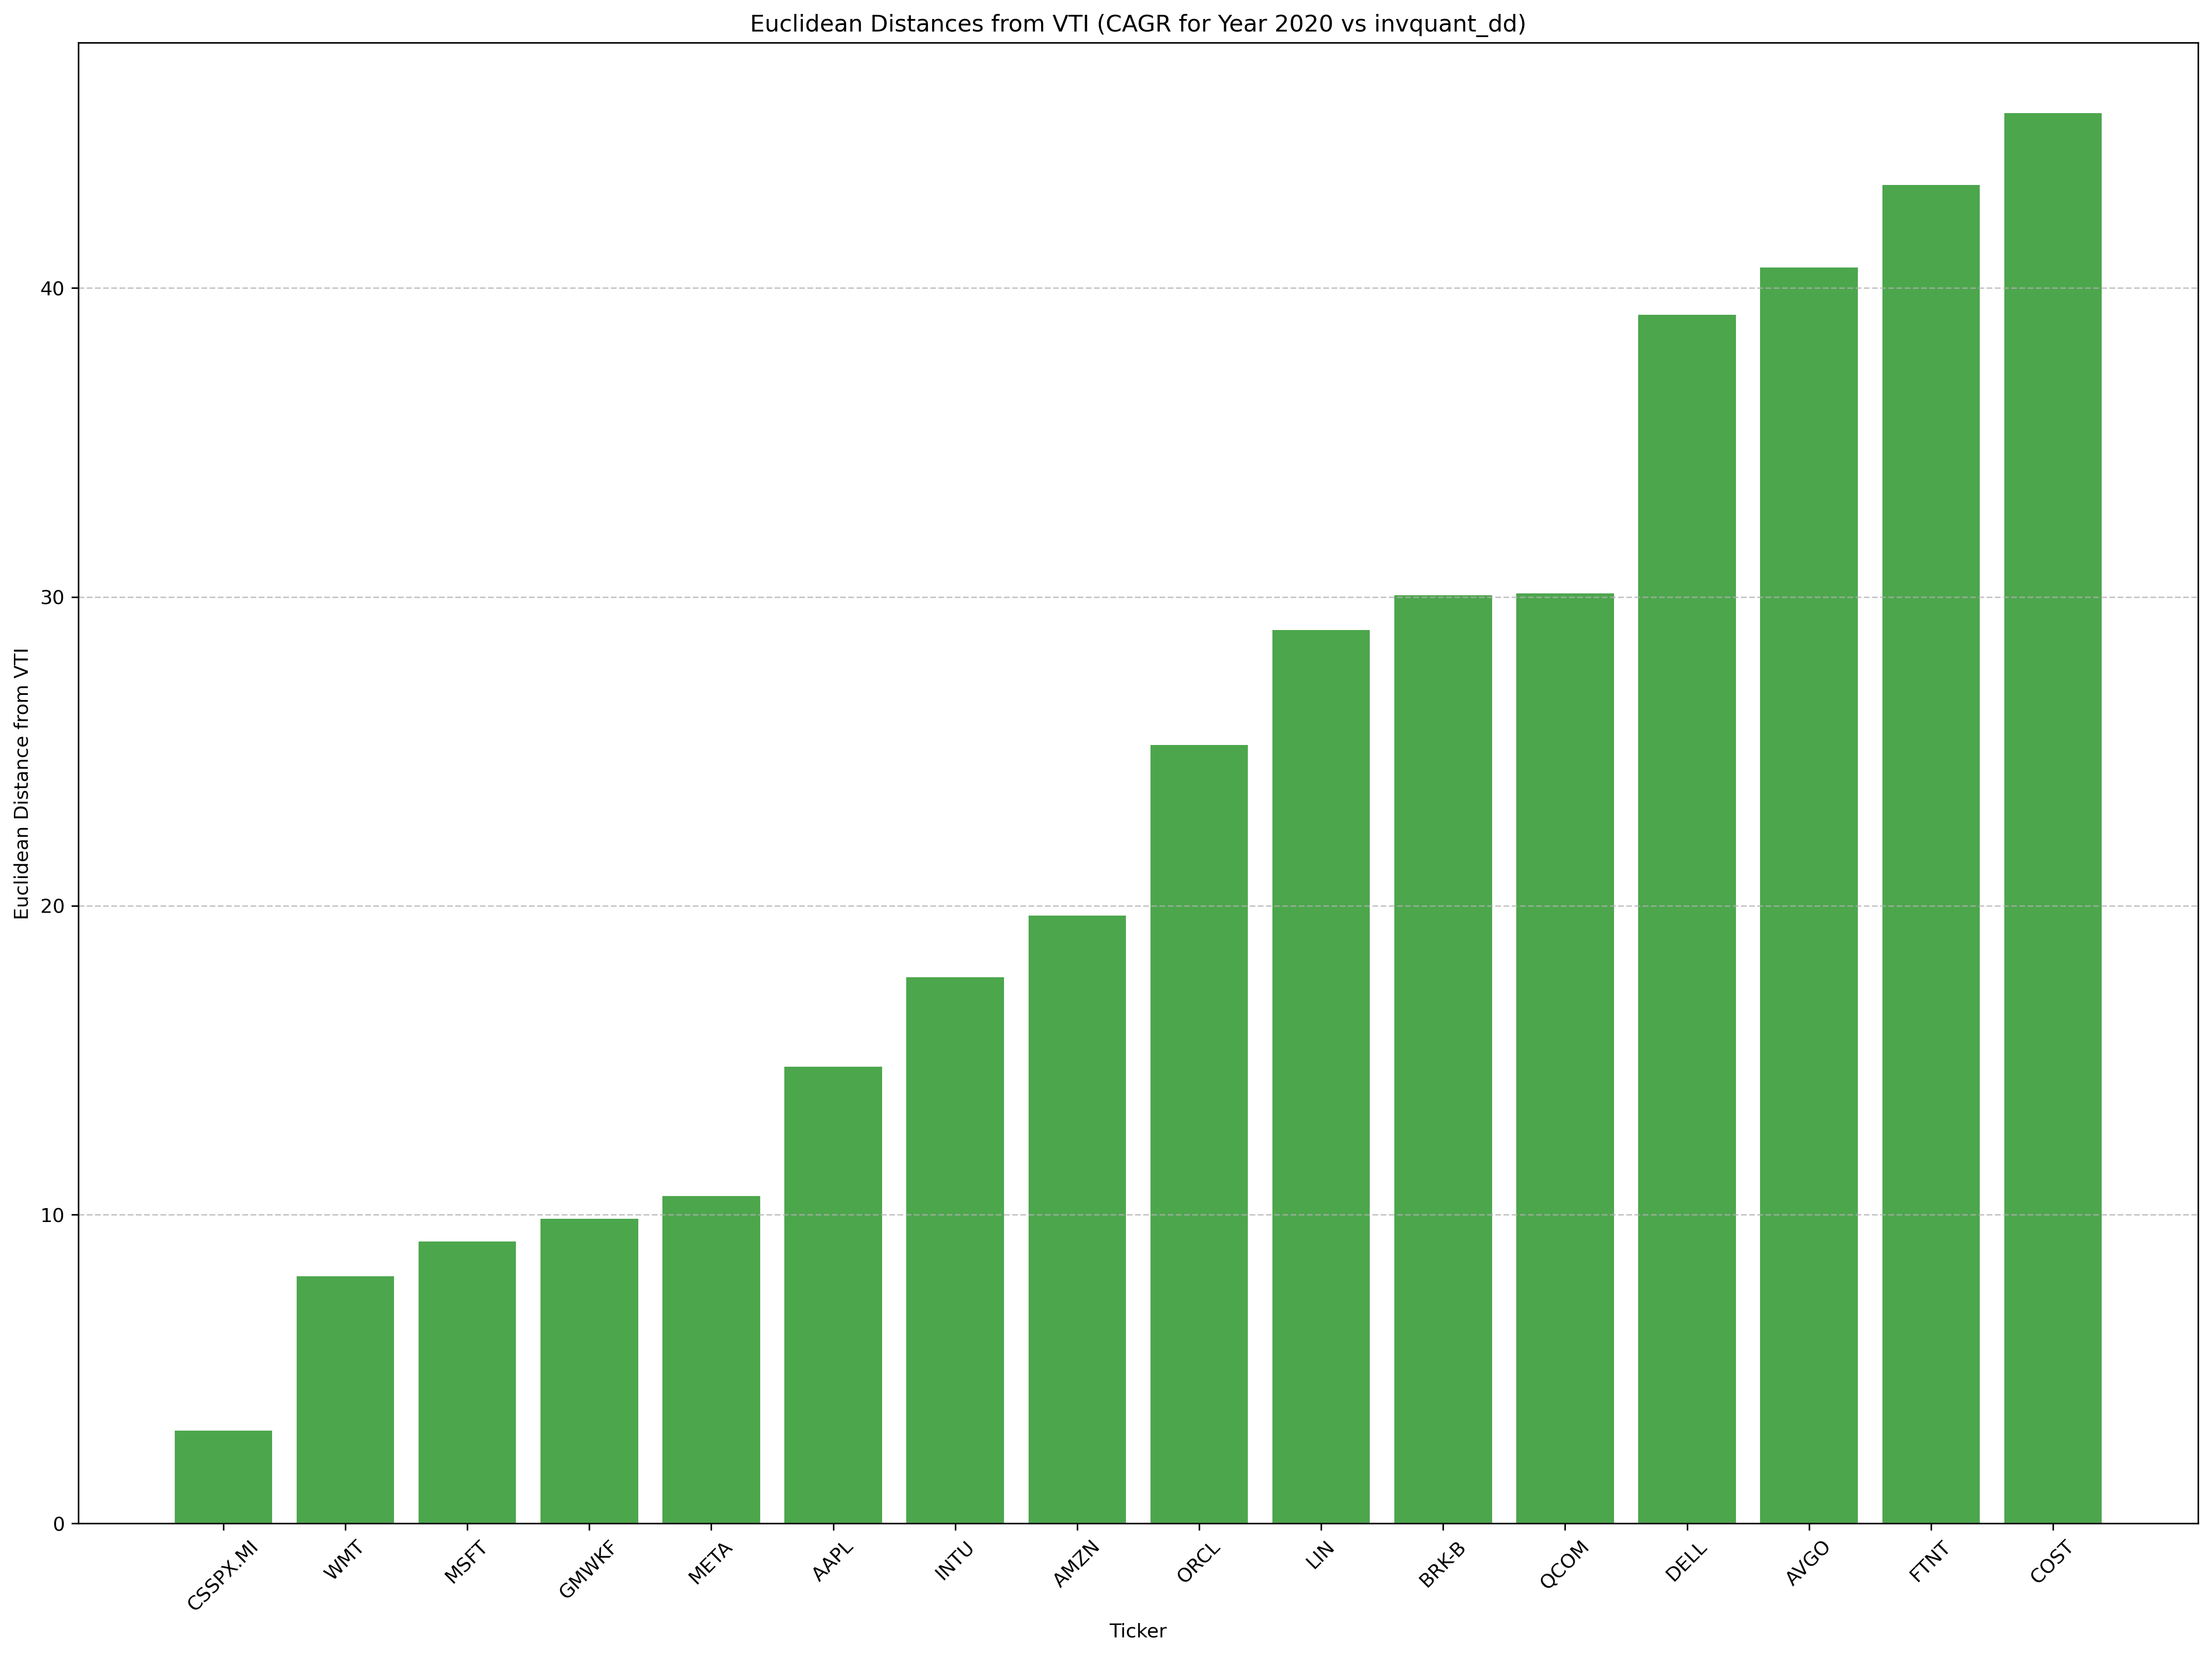 Euclidean Distances from VTI (CAGR for Year 2020 vs invquant_dd)
Euclidean Distance from VTI
40
30
20
10
0
CSSPX.MI
WMT
MSFT
GMWKF
META
AAPL
INTU
AMZN
ORCL
LIN
BRK-B
QCOM
DELL
AVGO
FTNT
COST
Ticker